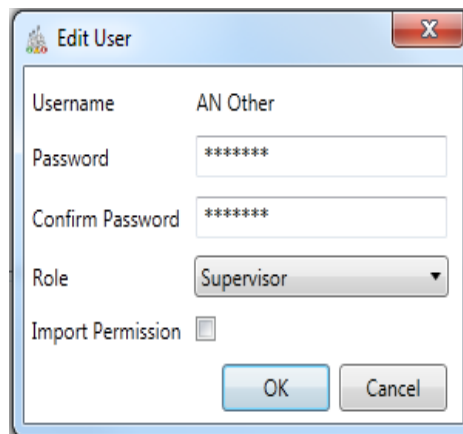 Edit User
X
Username AN Other
Password *******
Confirm Password *******
Role Supervisor
Import Permission
OK Cancel